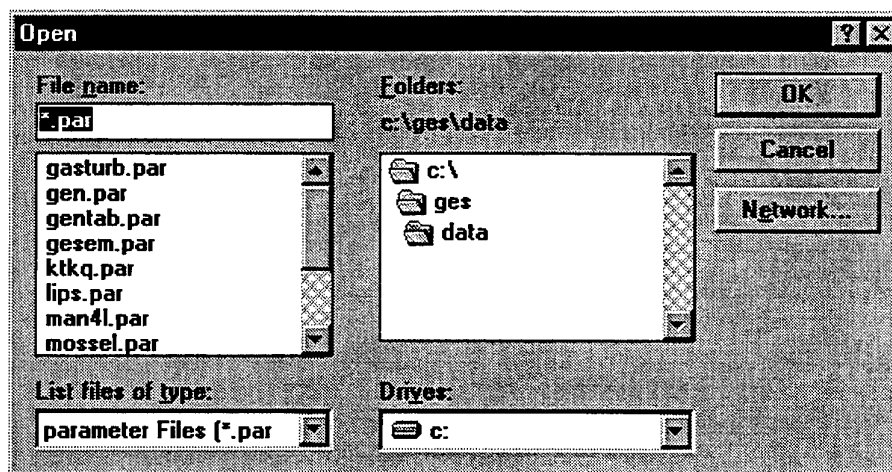 Open
File name:
*.par
gasturb.par
gen.par
gentab.par
gesem.par
ktkq.par
lips.par
man4l.par
mossel.par
List files of type:
parameter Files (*.par
Folders:
c:\ges\data
c:\
ges
data
Drives:
c:
OK
Cancel
Network...